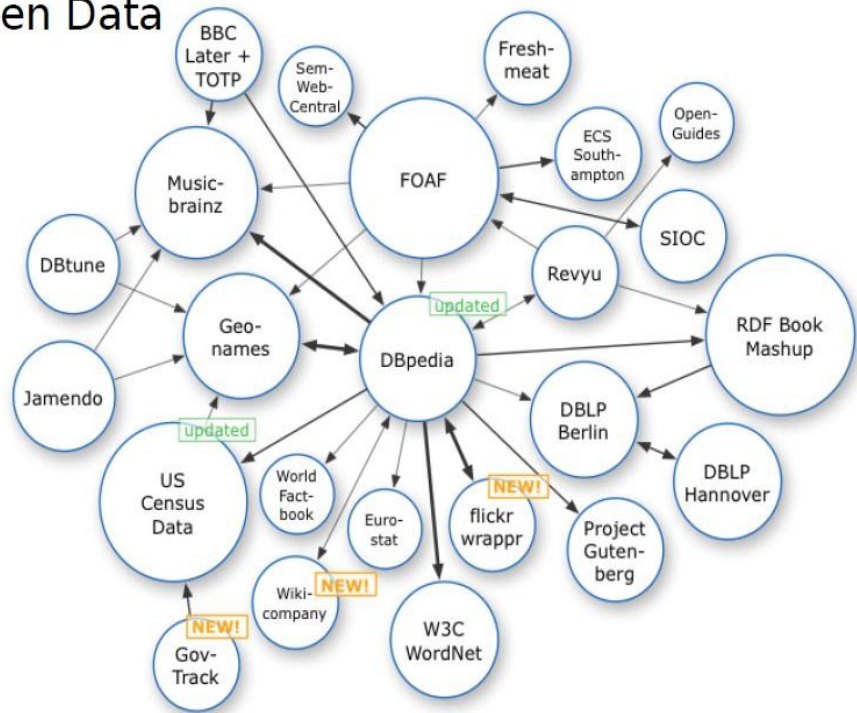 en Data
BBC
Later +
TOTP
Sem-
Web-
Central
Fresh-
meat
Open-
Guides
ECS
South-
ampton
FOAF
Music-
brainz
SIOC
DBtune
Revyu
updated
Geo-
names
DBpedia
RDF Book
Mashup
Jamendo
DBLP
Berlin
updated
US
Census
Data
World
Fact-
book
Euro-
stat
NEW!
flickr
wrappr
DBLP
Hannover
Project
Guten-
berg
NEW!
Wiki-
company
W3C
WordNet
NEW!
Gov-
Track